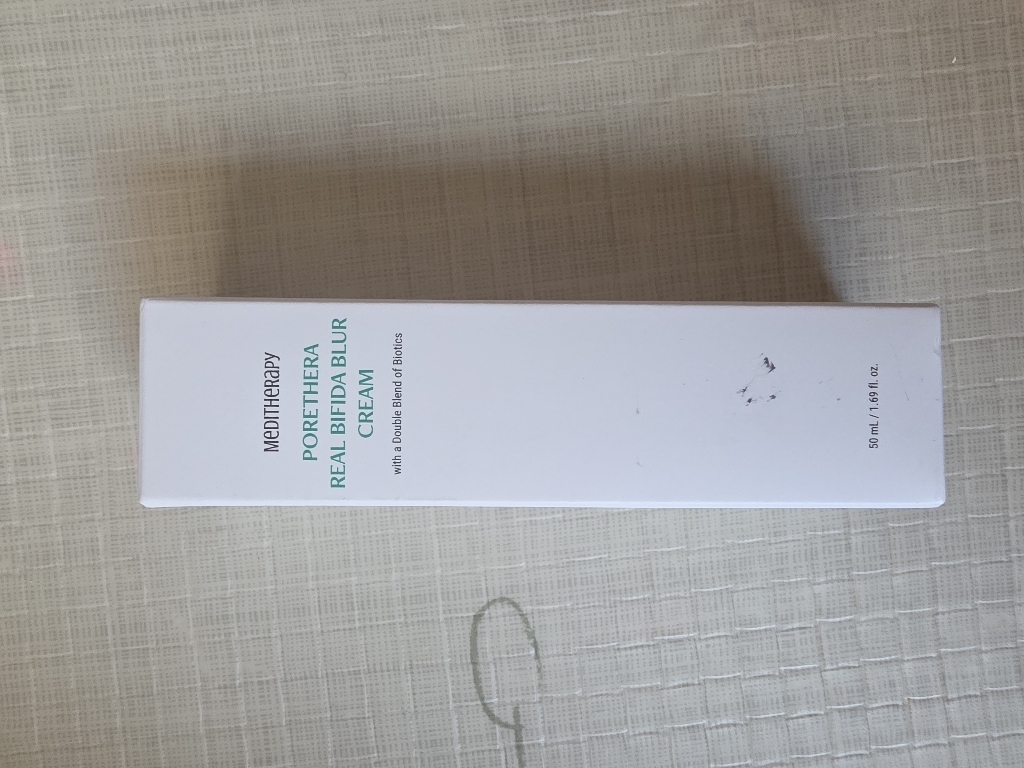 MEDITHERAPY
PORETHERA
REAL BIFIDA BLUR
CREAM
with a Double Blend of Biotics
50 mL / 1.69 fl. oz.